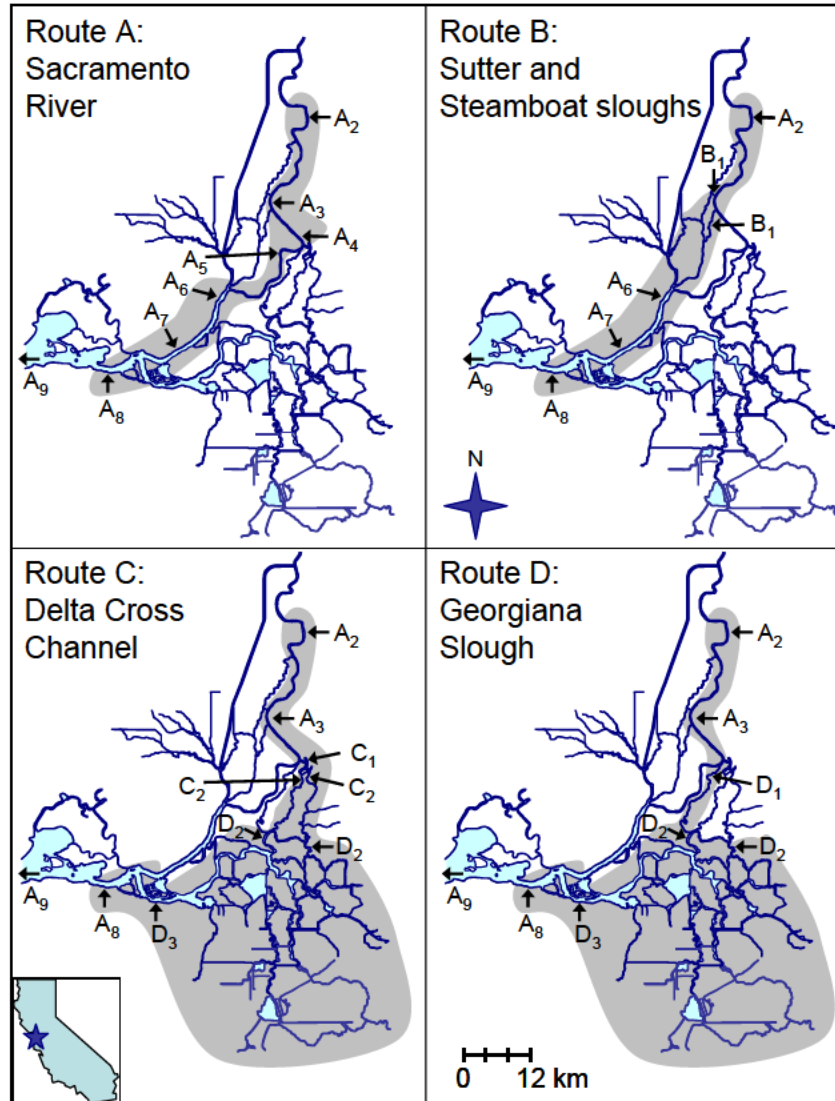 Route A:
Sacramento
River
A2
A3
A4
A5
A6
A7
A9
A8
Route B:
Sutter and
Steamboat sloughs
A2
B1
B1
A6
A7
A9
A8
N
Route C:
Delta Cross
Channel
A2
A3
C1
C2
C2
D2
D2
A9
A8
D3
Route D:
Georgiana
Slough
A2
A3
D1
D2
D2
A9
A8
D3
0 12 km